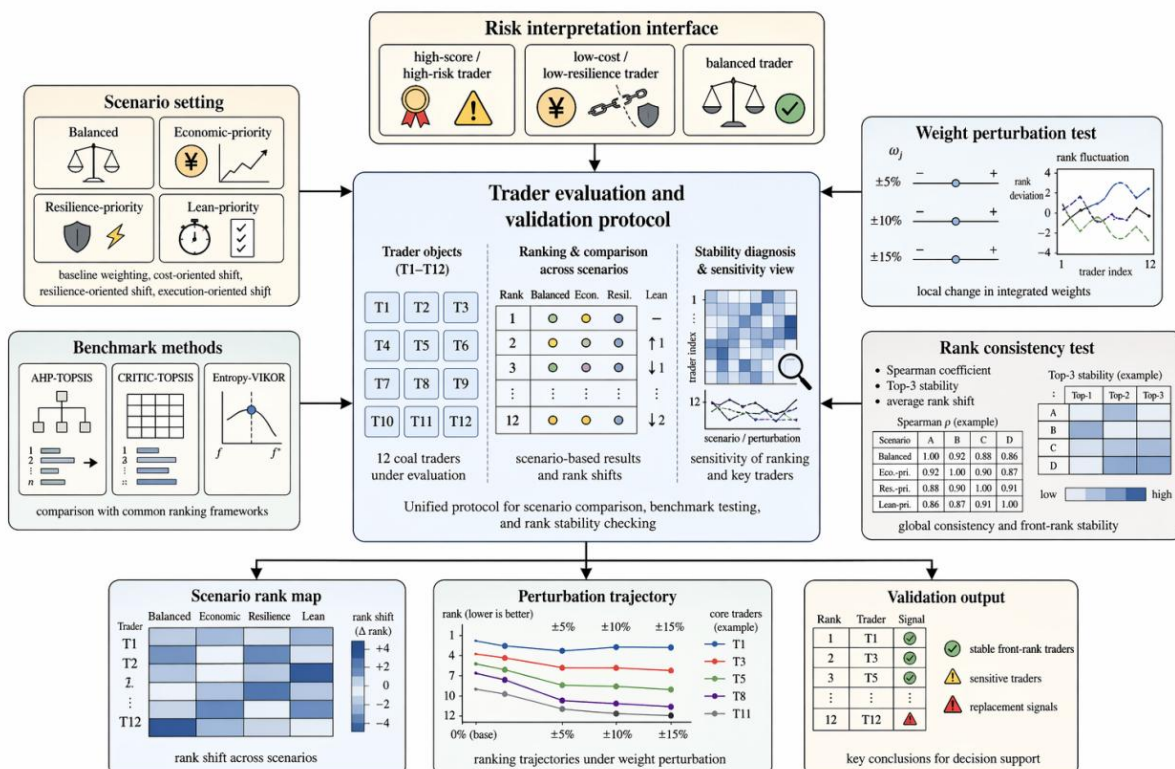 Risk interpretation interface
high-score /
high-risk trader
low-cost /
low-resilience trader
¥
balanced trader
Scenario setting
Balanced
Economic-priority
¥
Resilience-priority
Lean-priority
baseline weighting, cost-oriented shift,
resilience-oriented shift, execution-oriented shift
Benchmark methods
AHP-TOPSIS
CRITIC-TOPSIS
Entropy-VIKOR
1
2
⋮
n
1
2
⋮
f
f*
comparison with common ranking frameworks
Trader evaluation and
validation protocol
Trader objects
(T1–T12)
T1 T2 T3
T4 T5 T6
T7 T8 T9
T10 T11 T12
12 coal traders
under evaluation
Ranking & comparison
across scenarios
Rank Balanced Econ. Resil. Lean
1 –
2 ↑ 1
3 ↓ 1
⋮ ⋮ ⋮ ⋮ ⋮
12 ↓ 2
scenario-based results
and rank shifts
Stability diagnosis
& sensitivity view
1
⋮
trader index
12
scenario / perturbation
sensitivity of ranking
and key traders
Unified protocol for scenario comparison, benchmark testing,
and rank stability checking
Weight perturbation test
ωj
±5% − +
±10% − +
±15% − +
rank fluctuation
rank
deviation
4
2
0
−2
−4
1 12
trader index
local change in integrated weights
Rank consistency test
• Spearman coefficient
• Top-3 stability
• average rank shift
Spearman ρ (example)
Scenario A B C D
Balanced 1.00 0.92 0.88 0.86
Eco.-pri. 0.92 1.00 0.90 0.87
Res.-pri. 0.88 0.90 1.00 0.91
Lean-pri. 0.86 0.87 0.91 1.00
Top-3 stability (example)
: Top-1 Top-2 Top-3
A
B
C
D
low high
global consistency and front-rank stability
Scenario rank map
Trader Balanced Economic Resilience Lean
T1
T2
⋮
T12
rank shift
(Δ rank)
+4
+2
0
−2
−4
rank shift across scenarios
Perturbation trajectory
rank (lower is better) ±5% ±10% ±15%
1
4
7
10
12
0% (base) ±5% ±10% ±15%
core traders
(example)
T1
T3
T5
T8
T11
ranking trajectories under weight perturbation
Validation output
Rank Trader Signal
1 T1
2 T3
3 T5
⋮ ⋮ ⋮
12 T12
stable front-rank traders
sensitive traders
replacement signals
key conclusions for decision support